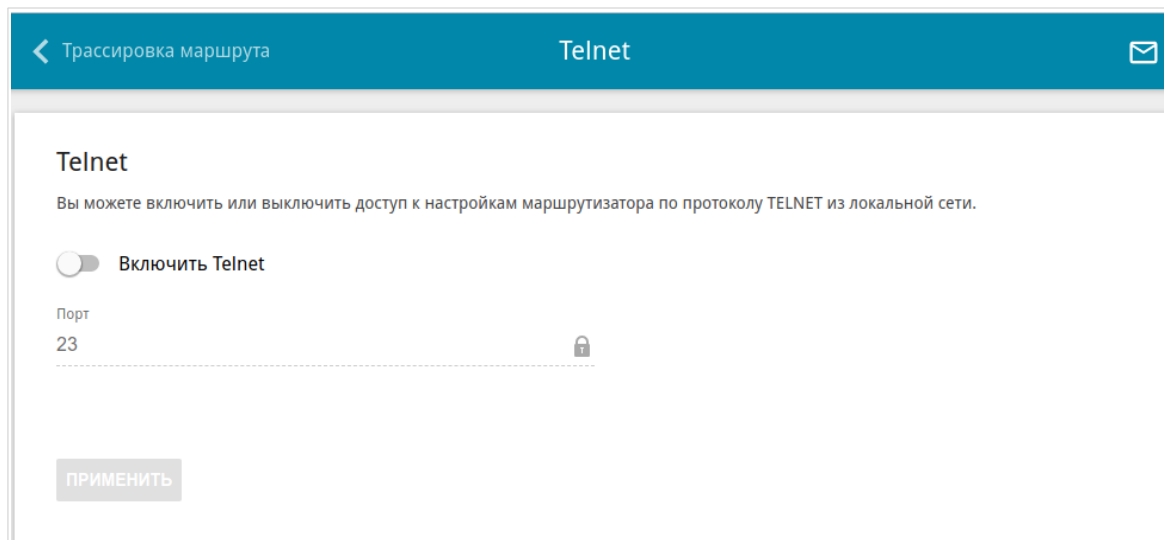 Трассировка маршрута
Telnet
Telnet
Вы можете включить или выключить доступ к настройкам маршрутизатора по протоколу TELNET из локальной сети.
Включить Telnet
Порт
23
ПРИМЕНИТЬ